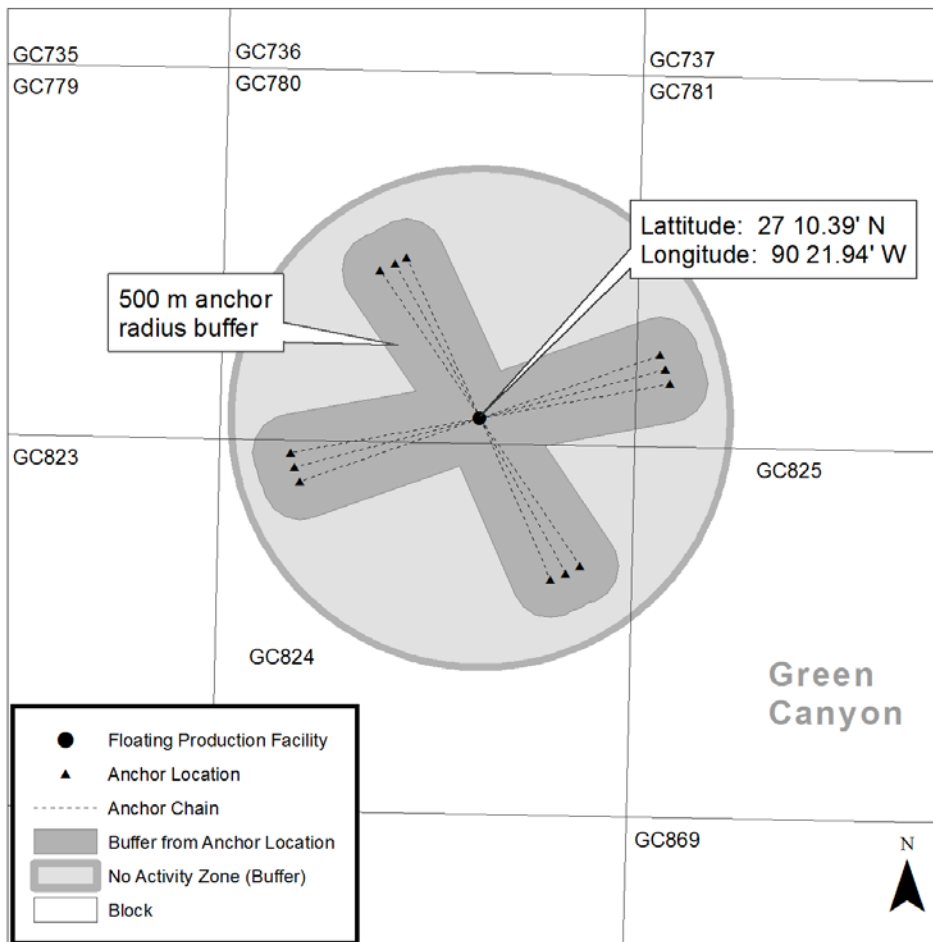 GC735
GC736
GC737
GC779
GC780
GC781
Lattitude: 27 10.39' N
Longitude: 90 21.94' W
500 m anchor
radius buffer
GC823
GC825
GC824
Green
Canyon
Floating Production Facility
Anchor Location
Anchor Chain
Buffer from Anchor Location
No Activity Zone (Buffer)
Block
GC869
N